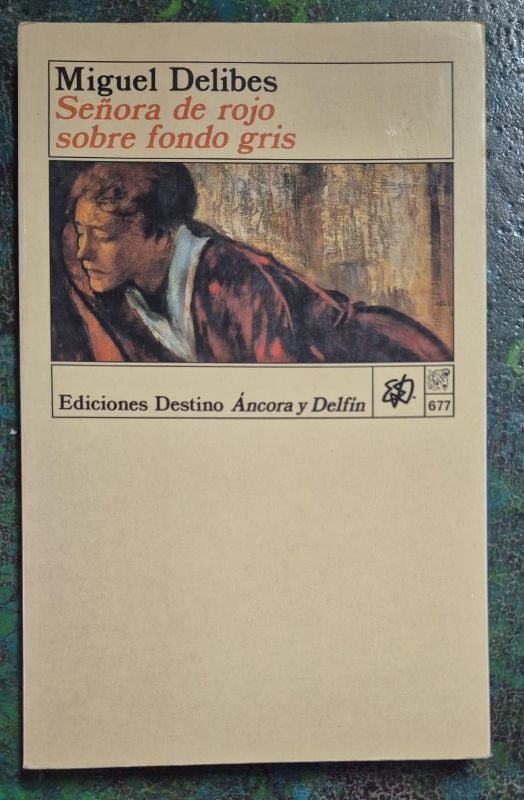 Miguel Delibes
Señora de rojo
sobre fondo gris
Ediciones Destino Áncora y Delfín
677